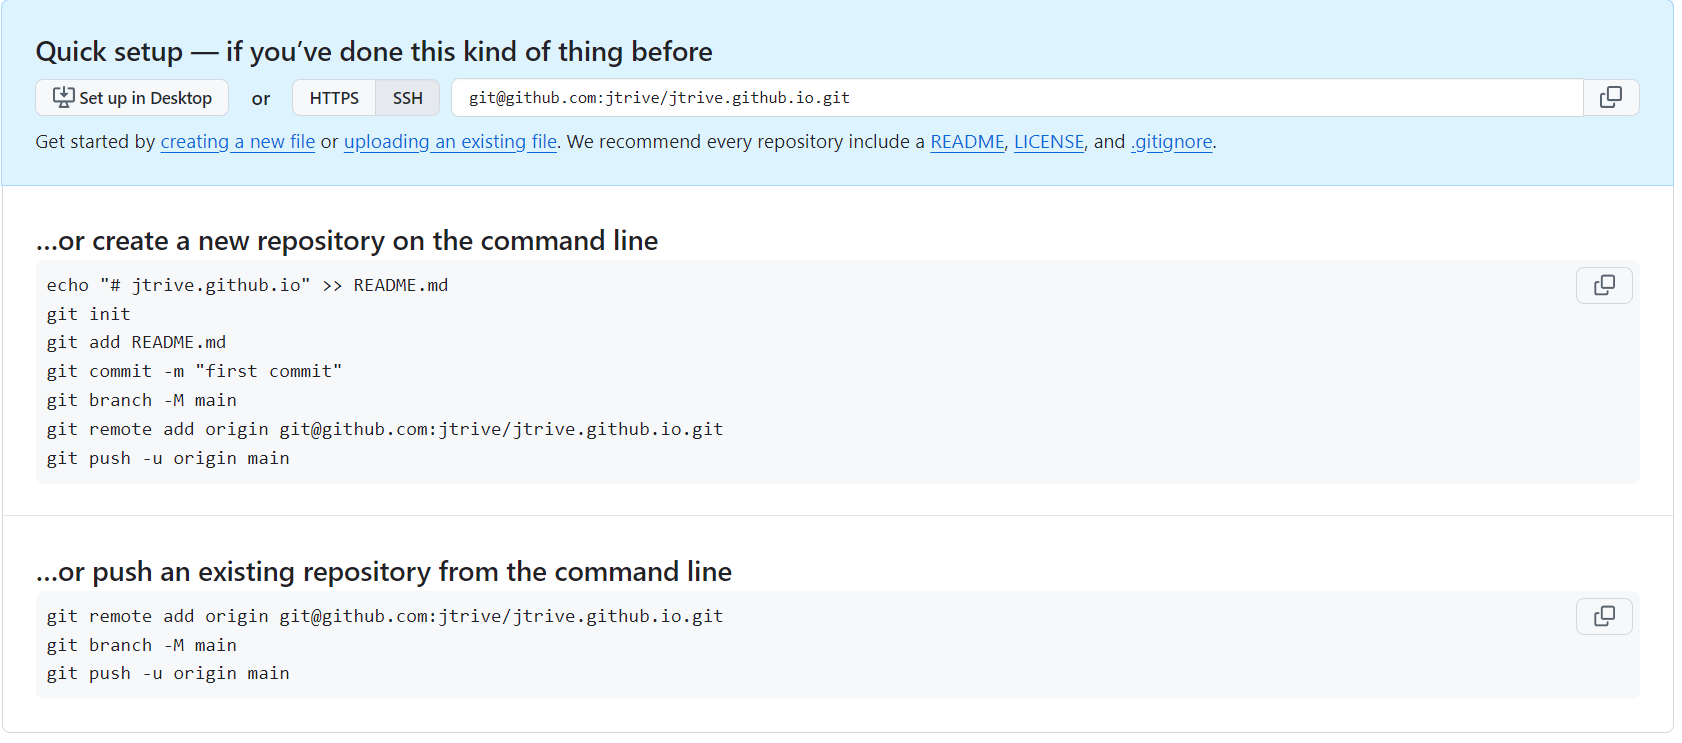 Quick setup — if you’ve done this kind of thing before
Set up in Desktop or HTTPS SSH git@github.com:jtrive/jtrive.github.io.git
Get started by creating a new file or uploading an existing file. We recommend every repository include a README, LICENSE, and .gitignore.
…or create a new repository on the command line
echo "# jtrive.github.io" >> README.md
git init
git add README.md
git commit -m "first commit"
git branch -M main
git remote add origin git@github.com:jtrive/jtrive.github.io.git
git push -u origin main
…or push an existing repository from the command line
git remote add origin git@github.com:jtrive/jtrive.github.io.git
git branch -M main
git push -u origin main